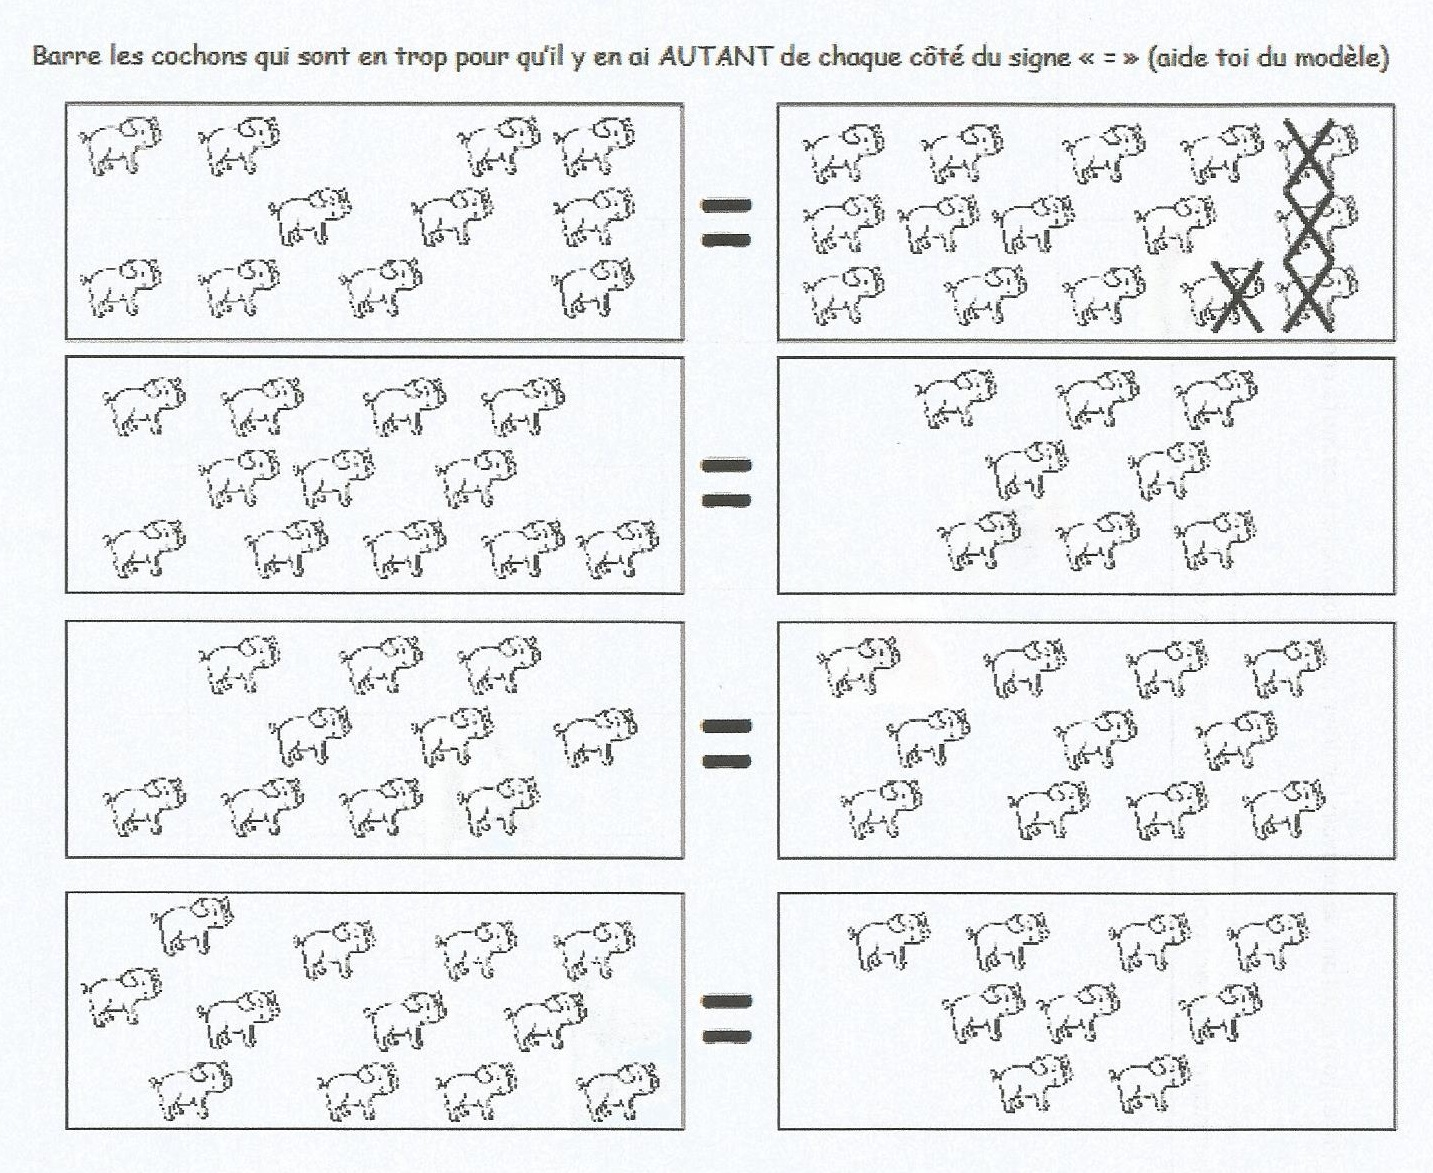 Barre les cochons qui sont en trop pour qu'il y en ai AUTANT de chaque côté du signe « = » (aide toi du modèle)
=
=
=
=